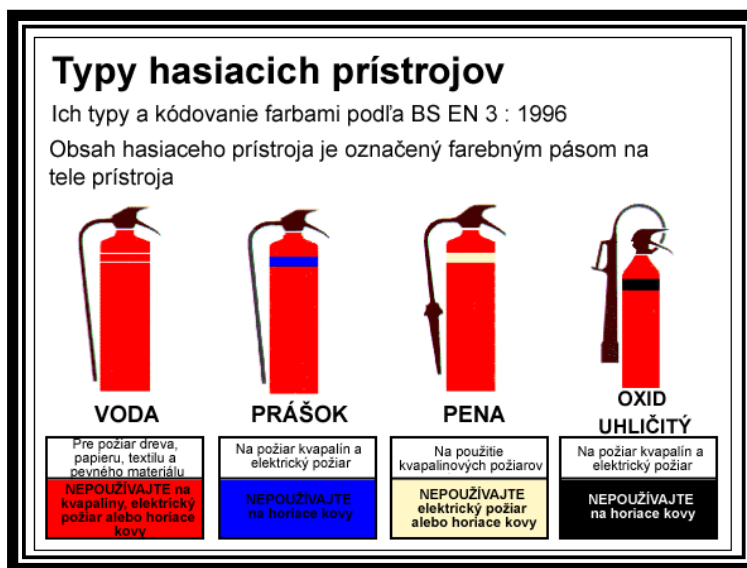 Typy hasiacich prístrojov
Ich typy a kódovanie farbami podľa BS EN 3 : 1996
Obsah hasiaceho prístroja je označený farebným pásom na
tele prístroja
VODA
Pre požiar dreva,
papieru, textilu a
pevného materiálu
NEPOUŽÍVAJTE na
kvapaliny, elektrický
požiar alebo horiace
kovy
PRÁŠOK
Na požiar kvapalín a
elektrický požiar
NEPOUŽÍVAJTE
na horiace kovy
PENA
Na použitie
kvapalinových požiarov
NEPOUŽÍVAJTE
elektrický požiar
alebo horiace kovy
OXID
UHLIČITÝ
Na požiar kvapalín a
elektrický požiar
NEPOUŽÍVAJTE
na horiace kovy